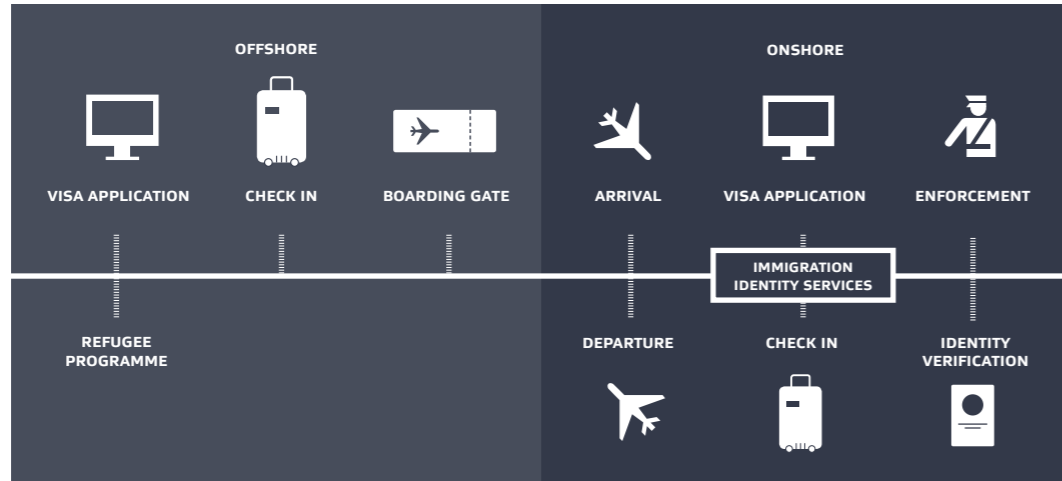 OFFSHORE
VISA APPLICATION
CHECK IN
BOARDING GATE
REFUGEE
PROGRAMME
ONSHORE
ARRIVAL
VISA APPLICATION
ENFORCEMENT
IMMIGRATION
IDENTITY SERVICES
DEPARTURE
CHECK IN
IDENTITY
VERIFICATION